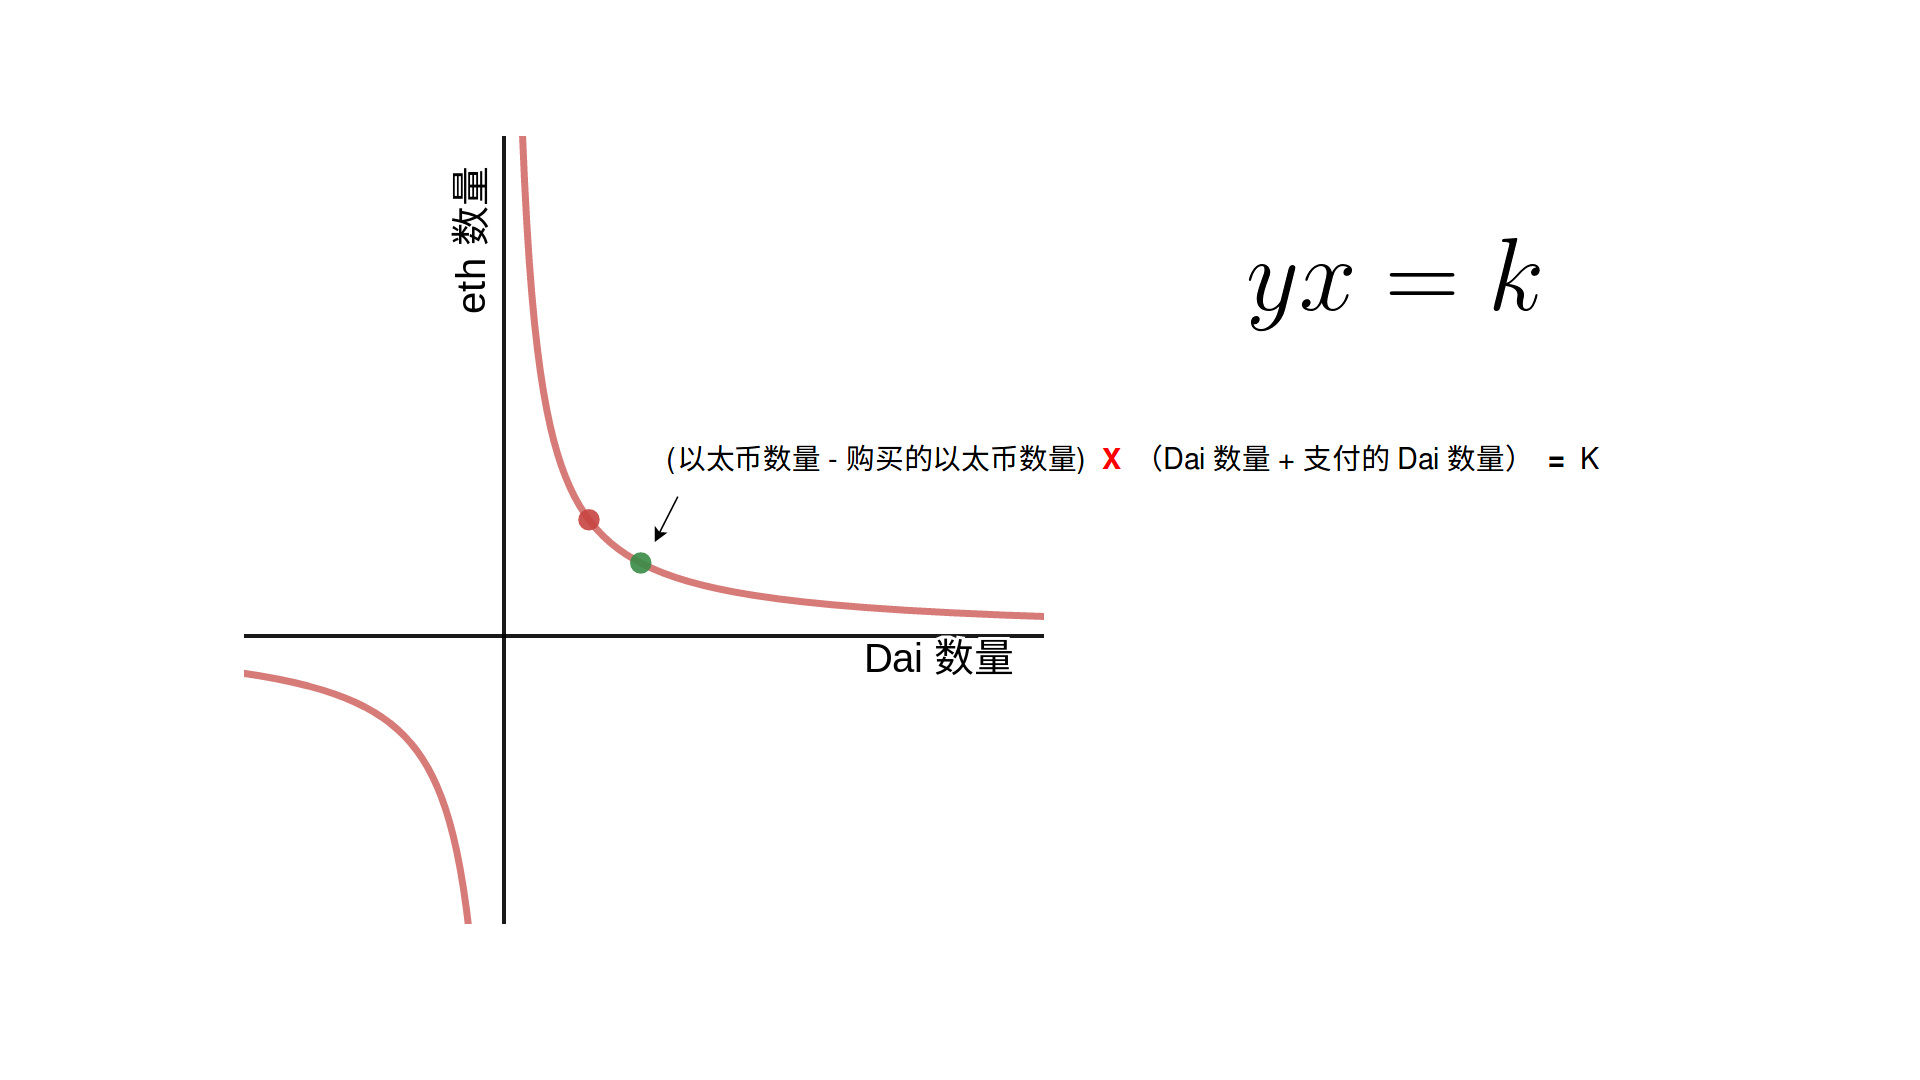 eth 数量
yx = k
(以太币数量 - 购买的以太币数量) X （Dai 数量 + 支付的 Dai 数量） = K
Dai 数量